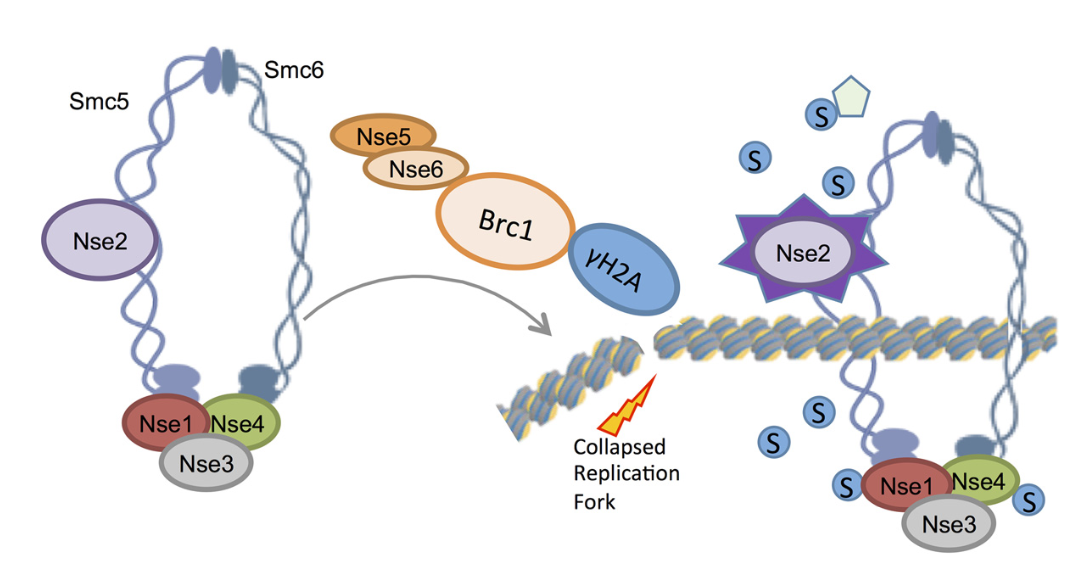 Smc5
Smc6
Nse2
Nse1
Nse4
Nse3
Nse5
Nse6
Brc1
γH2A
Collapsed
Replication
Fork
S
S
S
Nse2
S
S
S
Nse1
Nse4
S
Nse3